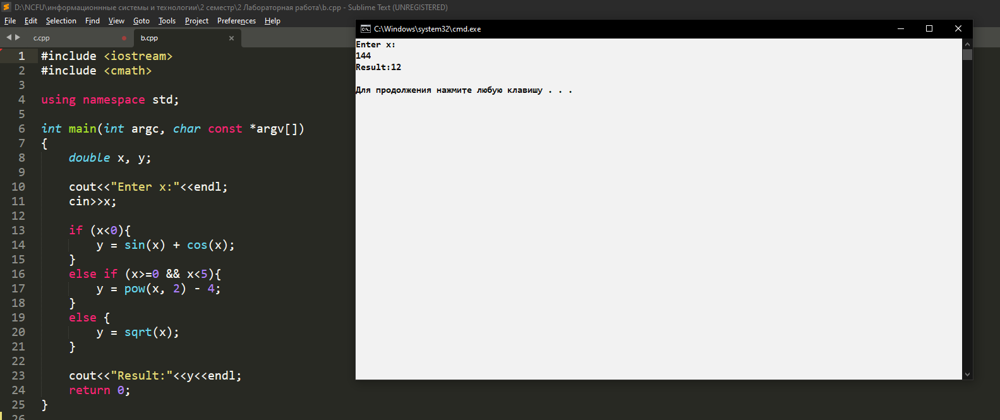 D:\NCFU\информационнные системы и технологии\2 семестр\2 Лабораторная работа\b.cpp - Sublime Text (UNREGISTERED)
File Edit Selection Find View Goto Tools Project Preferences Help
c.cpp b.cpp
1 #include <iostream>
2 #include <cmath>
3
4 using namespace std;
5
6 int main(int argc, char const *argv[])
7 {
8 double x, y;
9
10 cout<<"Enter x:"<<endl;
11 cin>>x;
12
13 if (x<0){
14 y = sin(x) + cos(x);
15 }
16 else if (x>=0 && x<5){
17 y = pow(x, 2) - 4;
18 }
19 else {
20 y = sqrt(x);
21 }
22
23 cout<<"Result:"<<y<<endl;
24 return 0;
25 }
26
C:\Windows\system32\cmd.exe
Enter x:
144
Result:12
Для продолжения нажмите любую клавишу . . .